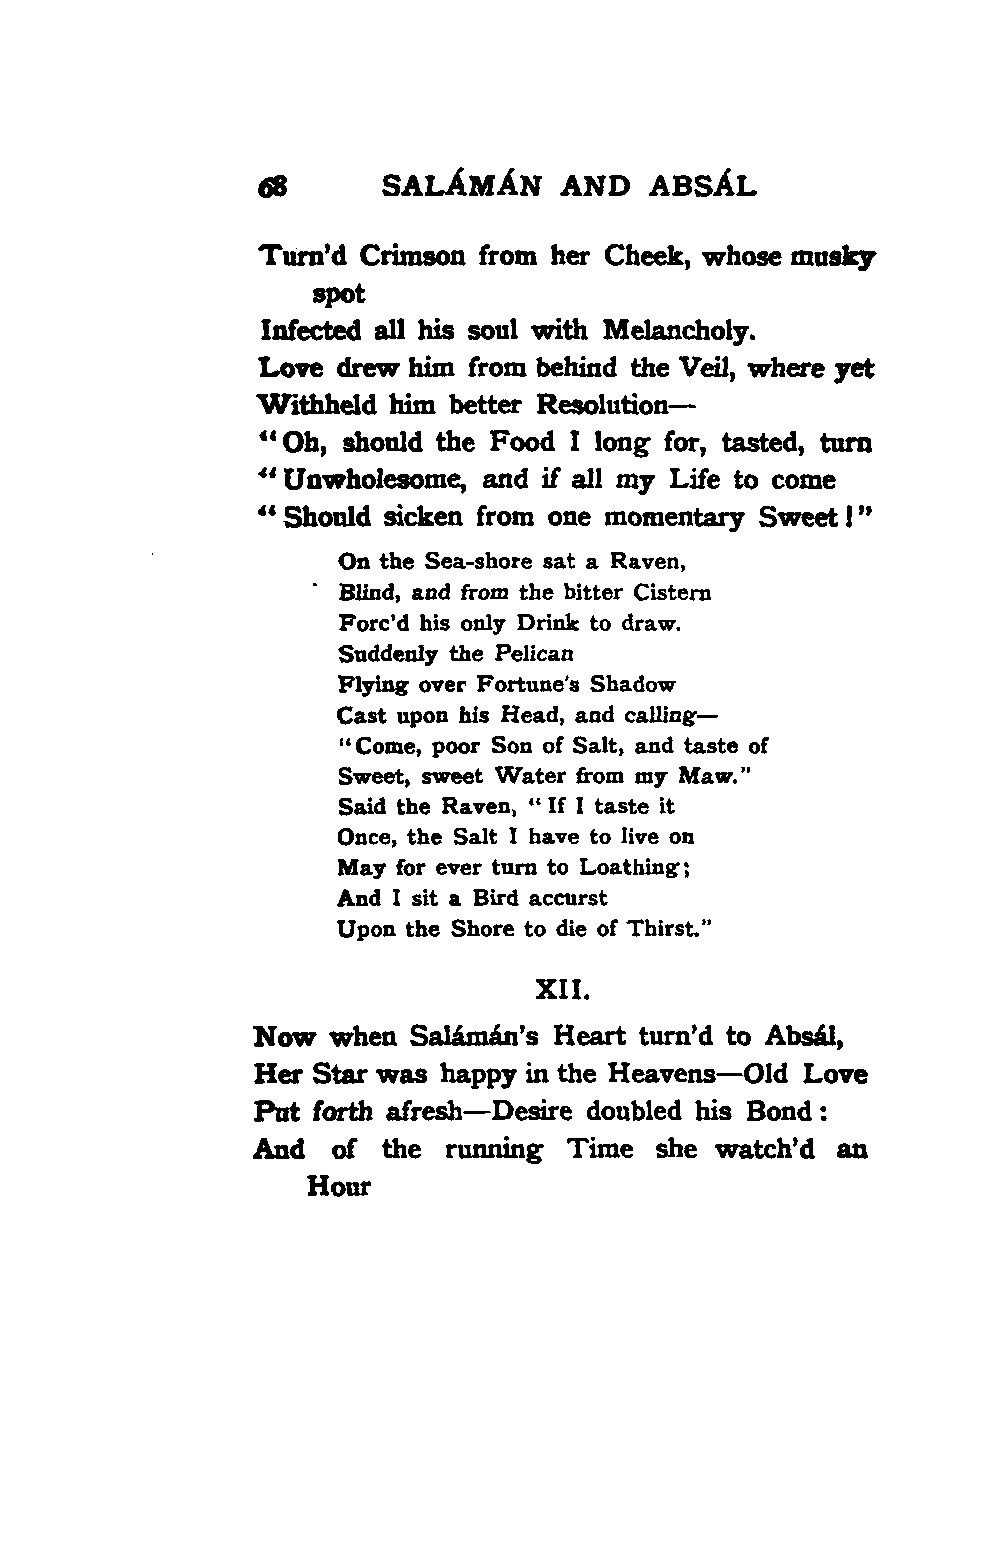 68 SALÁMÁN AND ABSÁL
Turn'd Crimson from her Cheek, whose musky
spot
Infected all his soul with Melancholy.
Love drew him from behind the Veil, where yet
Withheld him better Resolution—
"Oh, should the Food I long for, tasted, turn
"Unwholesome, and if all my Life to come
"Should sicken from one momentary Sweet!"
On the Sea-shore sat a Raven,
Blind, and from the bitter Cistern
Forc'd his only Drink to draw.
Suddenly the Pelican
Flying over Fortune's Shadow
Cast upon his Head, and calling—
"Come, poor Son of Salt, and taste of
Sweet, sweet Water from my Maw."
Said the Raven, "If I taste it
Once, the Salt I have to live on
May for ever turn to Loathing;
And I sit a Bird accurst
Upon the Shore to die of Thirst."
XII.
Now when Salámán's Heart turn'd to Absál,
Her Star was happy in the Heavens—Old Love
Put forth afresh—Desire doubled his Bond:
And of the running Time she watch'd an
Hour